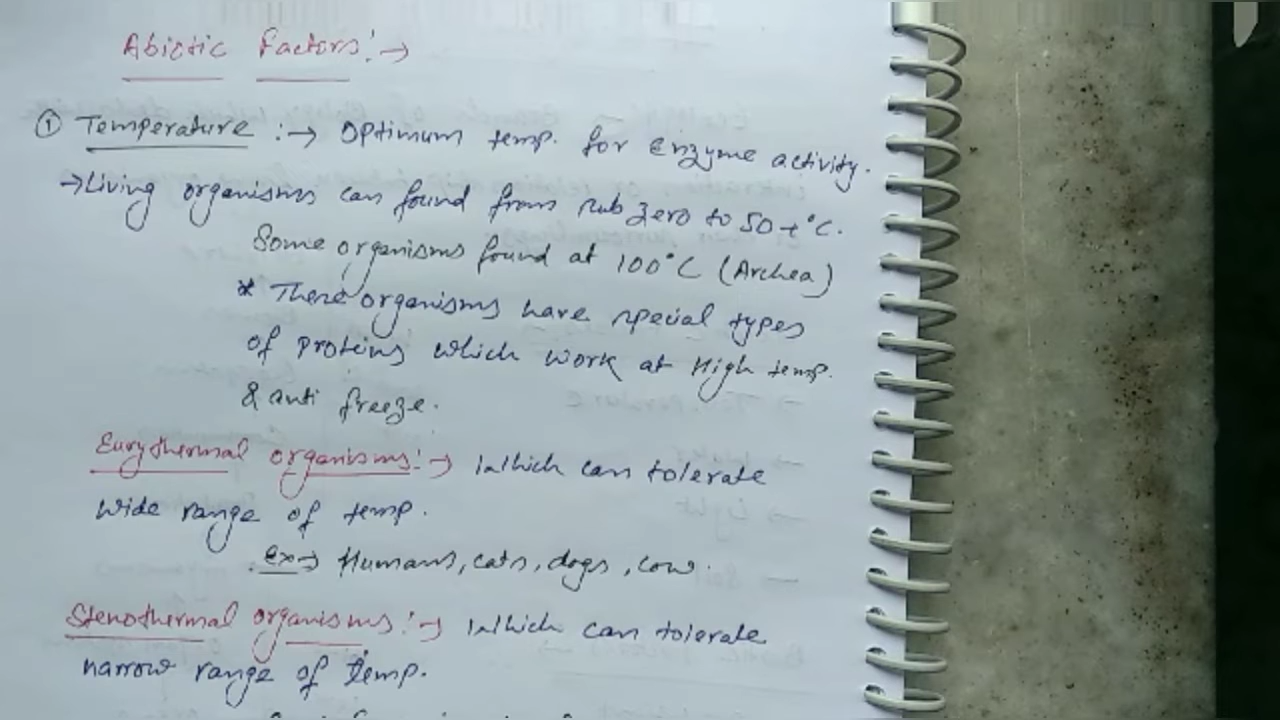 Abiotic Factors :→
① Temperature :→ Optimum temp. for Enzyme activity.
→ Living organisms can found from sub zero to 50+°C.
Some organisms found at 100°C (Archea)
* These organisms have special types
of proteins which work at High temp.
& anti freeze.
Eurythermal organisms :→ Which can tolerate
wide range of temp.
Ex→ Humans, cats, dogs, cow.
Stenothermal organisms :→ Which can tolerate
narrow range of temp.